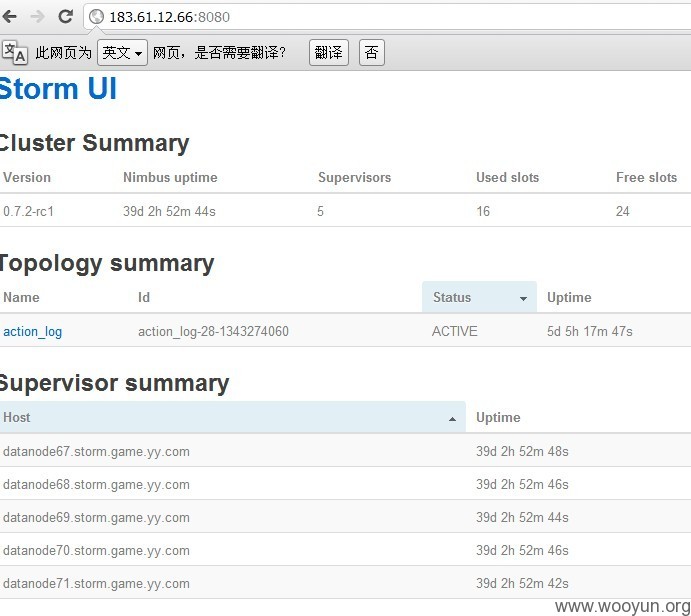 183.61.12.66:8080
此网页为 英文 网页，是否需要翻译? 翻译 否
Storm UI
Cluster Summary
Version Nimbus uptime Supervisors Used slots Free slots
0.7.2-rc1 39d 2h 52m 44s 5 16 24
Topology summary
Name Id Status Uptime
action_log action_log-28-1343274060 ACTIVE 5d 5h 17m 47s
Supervisor summary
Host Uptime
datanode67.storm.game.yy.com 39d 2h 52m 48s
datanode68.storm.game.yy.com 39d 2h 52m 46s
datanode69.storm.game.yy.com 39d 2h 52m 44s
datanode70.storm.game.yy.com 39d 2h 52m 46s
datanode71.storm.game.yy.com 39d 2h 52m 42s
www.wooyun.org